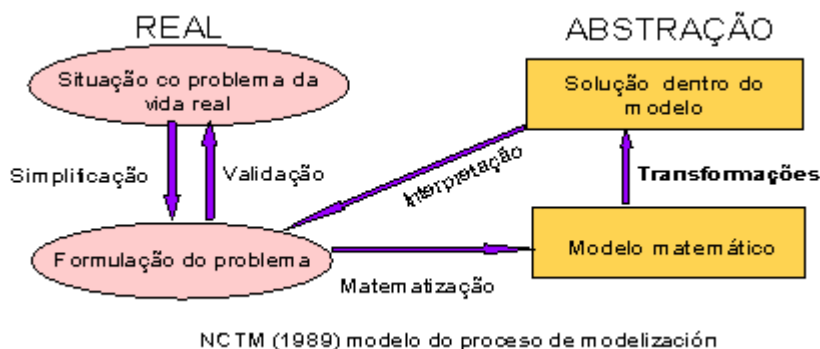 REAL
ABSTRAÇÃO
Situação co problema da
vida real
Solução dentro do
modelo
Simplificação
Validação
Interpretação
Transformações
Formulação do problema
Matematização
Modelo matemático
NCTM (1989) modelo do proceso de modelización